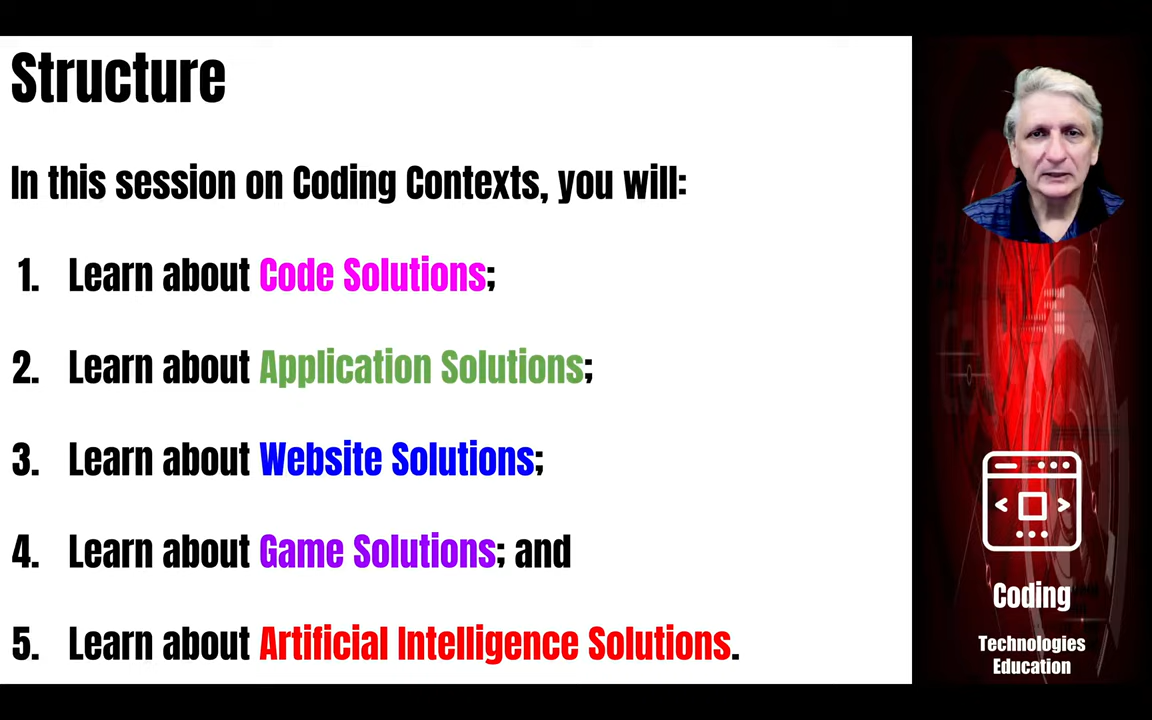 Structure
In this session on Coding Contexts, you will:
1. Learn about Code Solutions;
2. Learn about Application Solutions;
3. Learn about Website Solutions;
4. Learn about Game Solutions; and
5. Learn about Artificial Intelligence Solutions.
Coding
Technologies
Education